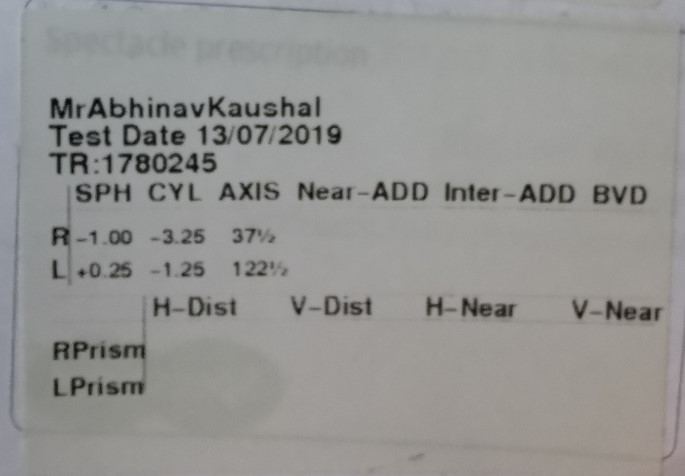 Spectacle prescription
MrAbhinavKaushal
Test Date 13/07/2019
TR:1780245
SPH CYL AXIS Near-ADD Inter-ADD BVD
R -1.00 -3.25 37½
L +0.25 -1.25 122½
H-Dist V-Dist H-Near V-Near
RPrism
LPrism